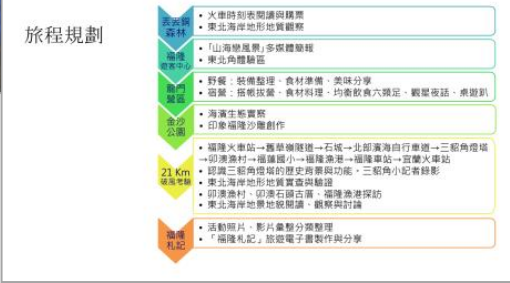 旅程規劃
丟丟銅
森林
• 火車時刻表閱讀與購票
• 東北海岸地形地質觀察
福隆
遊客中心
• 「山海戀風景」多媒體簡報
• 東北角體驗區
龍門
營區
• 野餐：裝備整理、食材準備、美味分享
• 宿營：搭帳拔營、食材料理、均衡飲食六類足、觀星夜話、桌遊趴
金沙
公園
• 海濱生態實察
• 印象福隆沙雕創作
21 Km
破風考驗
• 福隆火車站→舊草嶺隧道→石城→北部濱海自行車道→三貂角燈塔
→卯澳漁村→福蓮國小→福隆漁港→福隆車站→宜蘭火車站
• 認識三貂角燈塔的歷史背景與功能，三貂角小記者錄影
• 東北海岸地形地質實查與驗證
• 卯澳漁村、卯澳石頭古厝、福隆漁港探訪
• 東北海岸地景地貌閱讀、觀察與討論
福隆
札記
• 活動照片、影片彙整分類整理
• 「福隆札記」旅遊電子書製作與分享